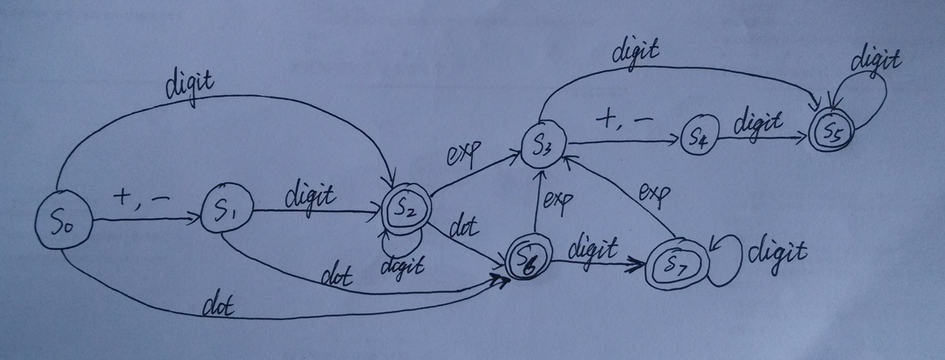 digit
digit
digit
+, -
exp
S3
S4
digit
S5
+, -
digit
exp
S0
S1
S2
dot
exp
digit
dot
S6
digit
S7
digit
dot